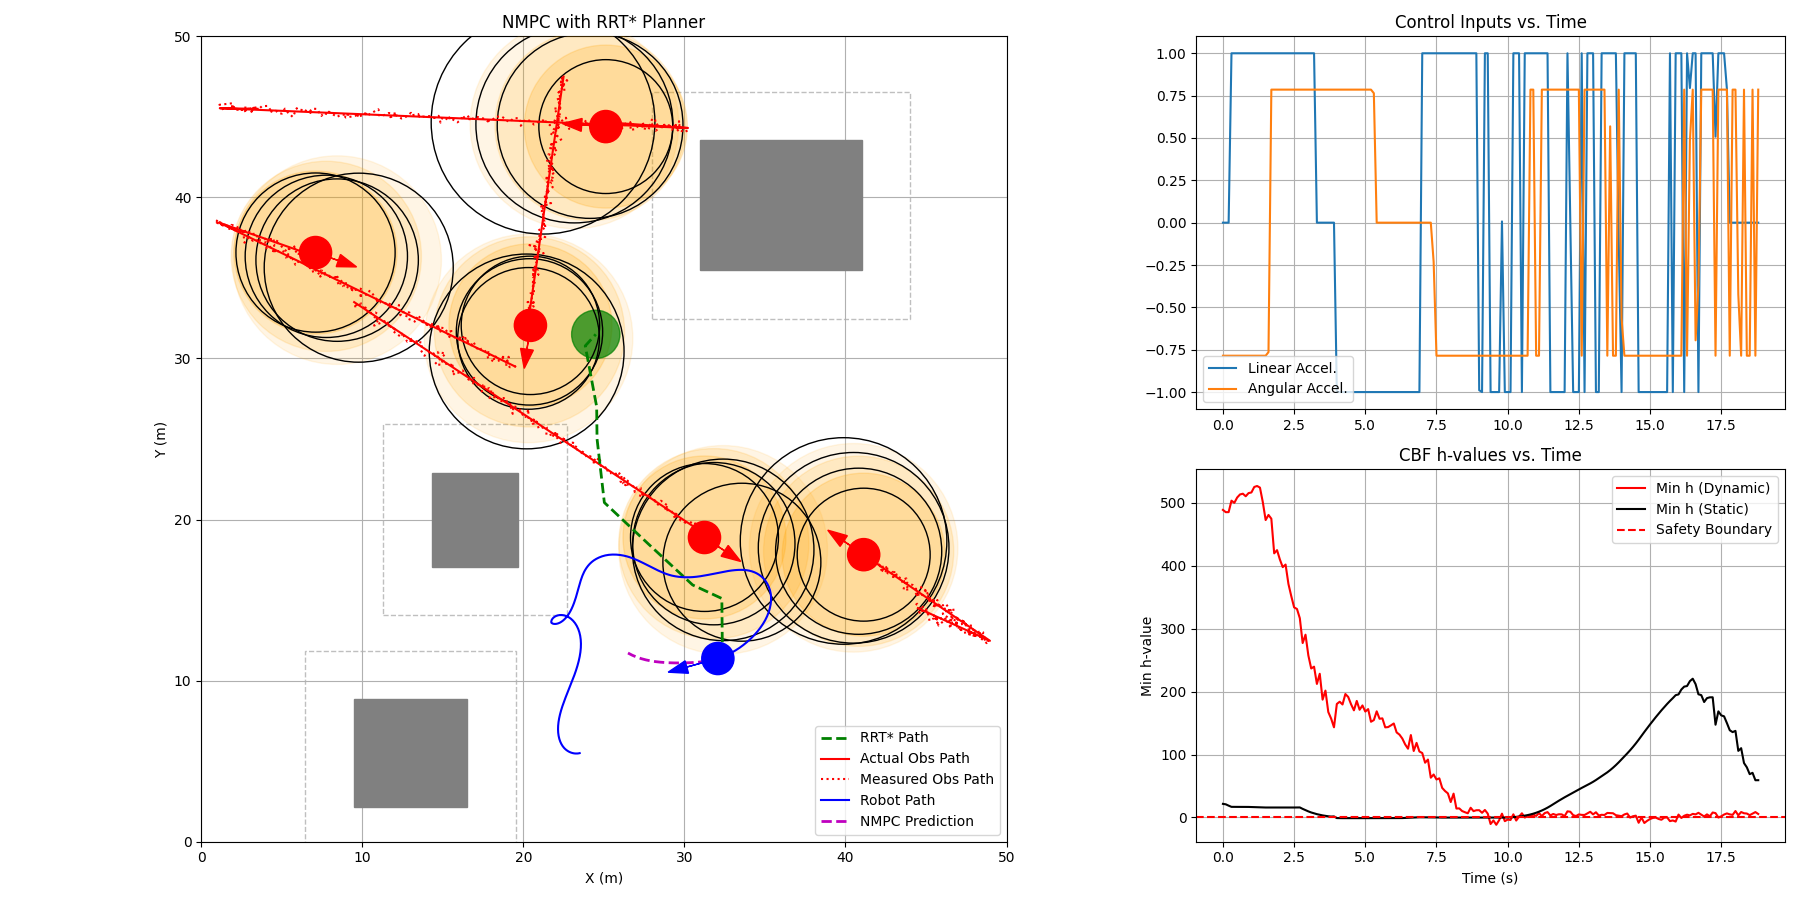 NMPC with RRT* Planner
50
40
30
20
10
0
Y (m)
0 10 20 30 40 50
X (m)
RRT* Path
Actual Obs Path
Measured Obs Path
Robot Path
NMPC Prediction
Control Inputs vs. Time
1.00
0.75
0.50
0.25
0.00
−0.25
−0.50
−0.75
−1.00
Linear Accel.
Angular Accel.
0.0 2.5 5.0 7.5 10.0 12.5 15.0 17.5
CBF h-values vs. Time
500
400
300
200
100
0
Min h-value
Min h (Dynamic)
Min h (Static)
Safety Boundary
0.0 2.5 5.0 7.5 10.0 12.5 15.0 17.5
Time (s)